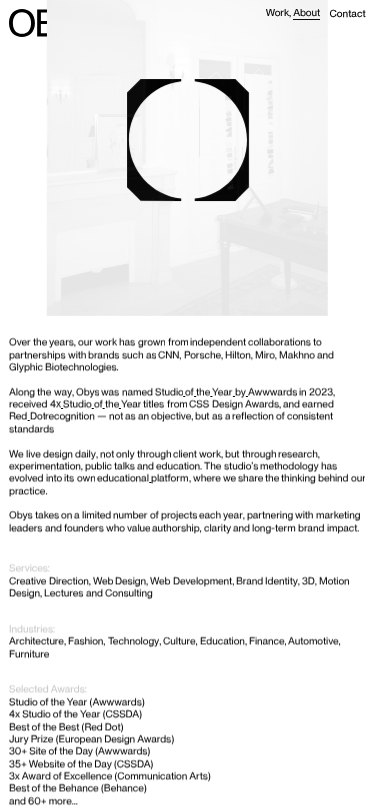 Work, About Contact
Over the years, our work has grown from independent collaborations to
partnerships with brands such as CNN, Porsche, Hilton, Miro, Makhno and
Glyphic Biotechnologies.
Along the way, Obys was named Studio of the Year by Awwwards in 2023,
received 4x Studio of the Year titles from CSS Design Awards, and earned
Red Dot recognition — not as an objective, but as a reflection of consistent
standards
We live design daily, not only through client work, but through research,
experimentation, public talks and education. The studio's methodology has
evolved into its own educational platform, where we share the thinking behind our
practice.
Obys takes on a limited number of projects each year, partnering with marketing
leaders and founders who value authorship, clarity and long-term brand impact.
Services:
Creative Direction, Web Design, Web Development, Brand Identity, 3D, Motion
Design, Lectures and Consulting
Industries:
Architecture, Fashion, Technology, Culture, Education, Finance, Automotive,
Furniture
Selected Awards:
Studio of the Year (Awwwards)
4x Studio of the Year (CSSDA)
Best of the Best (Red Dot)
Jury Prize (European Design Awards)
30+ Site of the Day (Awwwards)
35+ Website of the Day (CSSDA)
3x Award of Excellence (Communication Arts)
Best of the Behance (Behance)
and 60+ more...